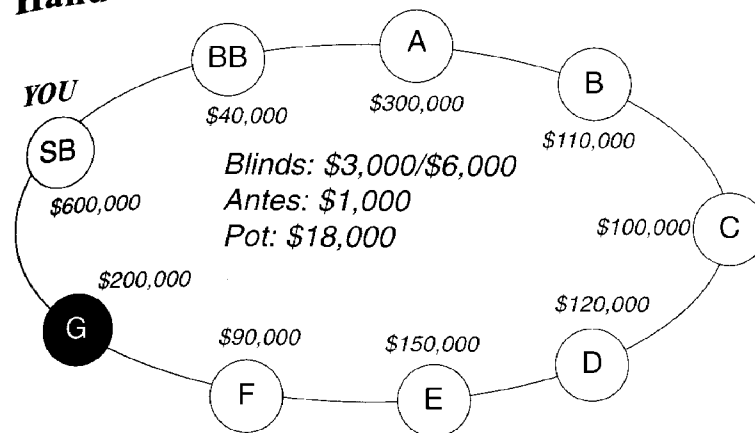 Hand
BB
A
YOU
B
$40,000
$300,000
SB
$110,000
Blinds: $3,000/$6,000
Antes: $1,000
$600,000
Pot: $18,000
$100,000
C
$200,000
$120,000
G
$90,000
$150,000
D
F
E